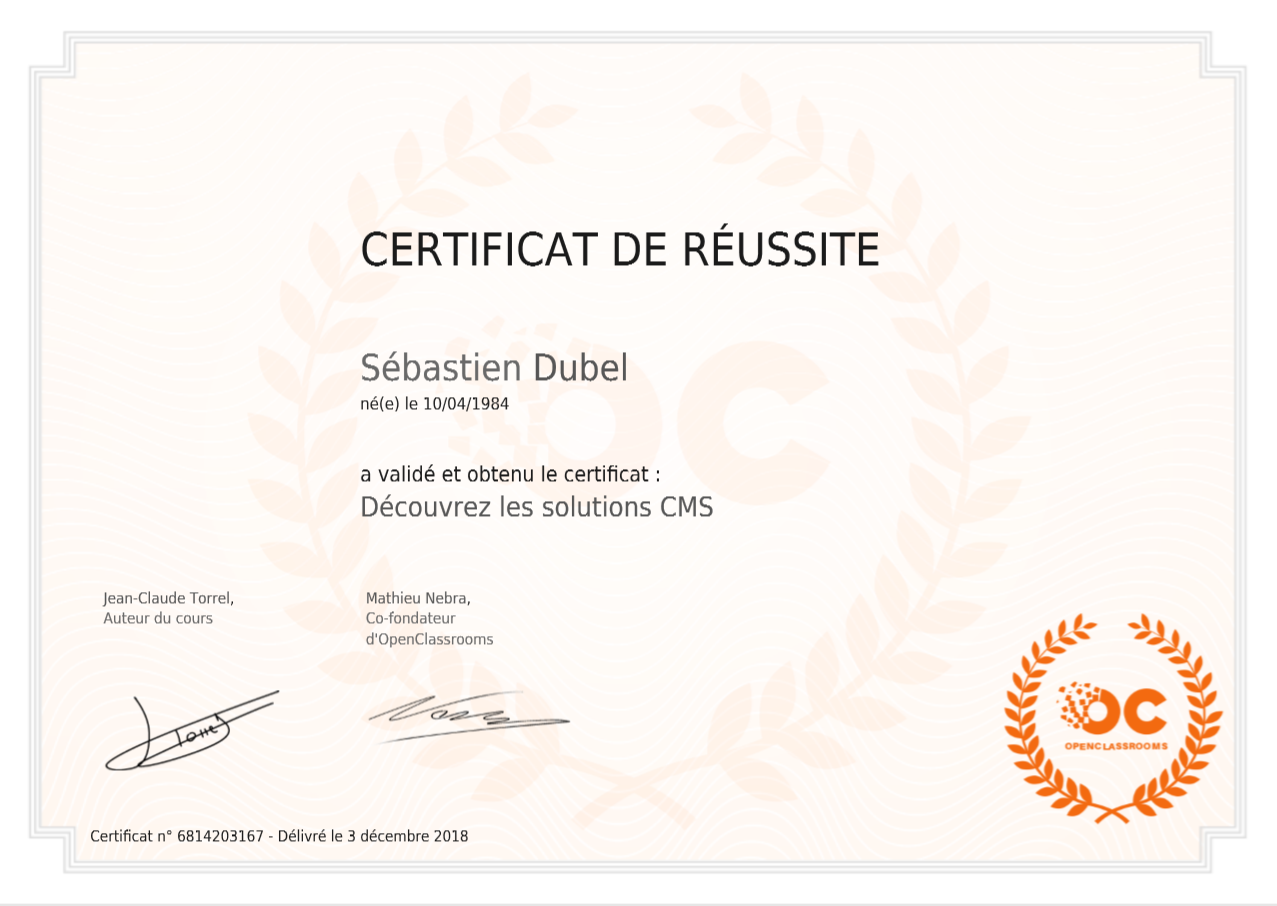 CERTIFICAT DE RÉUSSITE
Sébastien Dubel
né(e) le 10/04/1984
a validé et obtenu le certificat :
Découvrez les solutions CMS
Jean-Claude Torrel,
Auteur du cours
Mathieu Nebra,
Co-fondateur
d'OpenClassrooms
OC
OPENCLASSROOMS
Certificat n° 6814203167 - Délivré le 3 décembre 2018